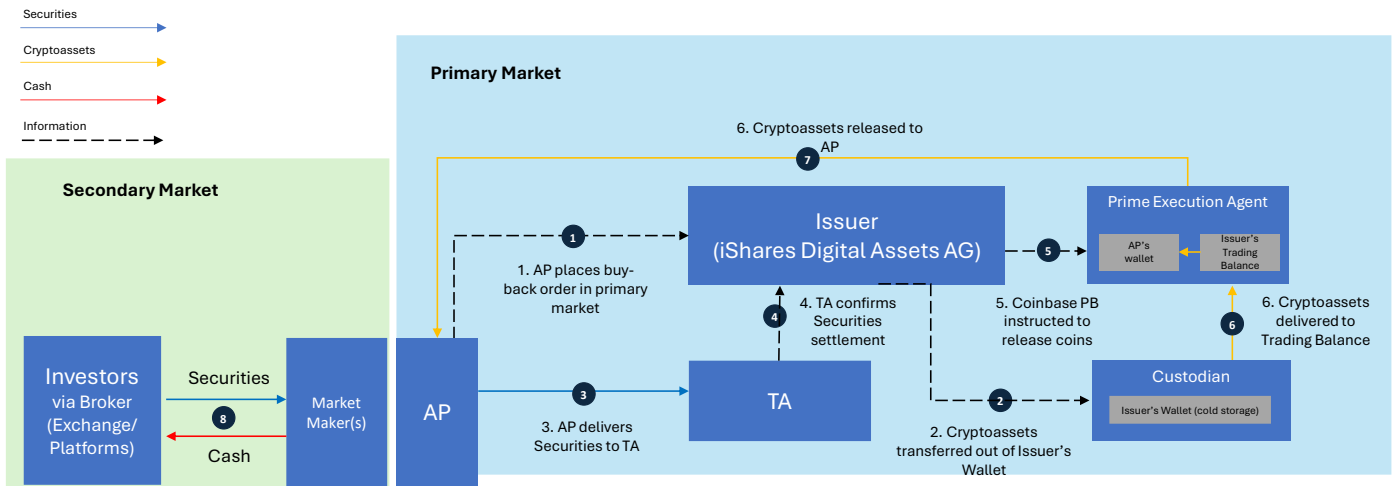 Securities
Cryptoassets
Cash
Information
Primary Market
Secondary Market
6. Cryptoassets released to
AP
7
Issuer
(iShares Digital Assets AG)
Prime Execution Agent
AP's
wallet
Issuer's
Trading
Balance
1
1. AP places buy-
back order in primary
market
5
5. Coinbase PB
instructed to
release coins
4
4. TA confirms
Securities
settlement
6
6. Cryptoassets
delivered to
Trading Balance
Investors
via Broker
(Exchange/
Platforms)
Securities
8
Cash
Market
Maker(s)
AP
3
3. AP delivers
Securities to TA
TA
2
2. Cryptoassets
transferred out of Issuer's
Wallet
Custodian
Issuer's Wallet (cold storage)